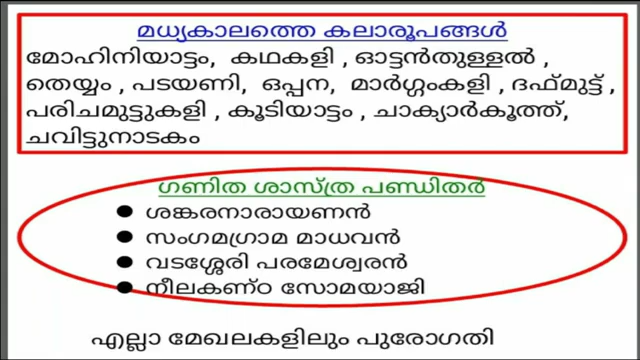 മധ്യകാലത്തെ കലാരൂപങ്ങൾ
മോഹിനിയാട്ടം, കഥകളി , ഓട്ടൻതുള്ളൽ ,
തെയ്യം , പടയണി , ഒപ്പന, മാർഗ്ഗംകളി , ദഫ്മുട്ട് ,
പരിചമുട്ടുകളി , കൂടിയാട്ടം , ചാക്യാർകൂത്ത്,
ചവിട്ടുനാടകം
ഗണിത ശാസ്ത്ര പണ്ഡിതർ
● ശങ്കരനാരായണൻ
● സംഗമഗ്രാമ മാധവൻ
● വടശ്ശേരി പരമേശ്വരൻ
● നീലകണ്ഠ സോമയാജി
എല്ലാ മേഖലകളിലും പുരോഗതി